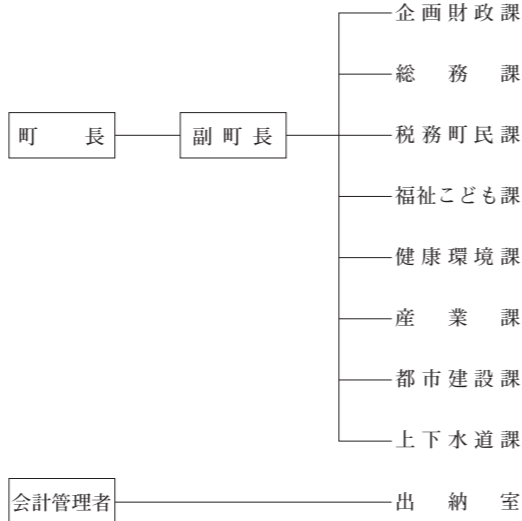 企画財政課
総務課
町長 副町長 税務町民課
福祉こども課
健康環境課
産業課
都市建設課
上下水道課
会計管理者 出納室